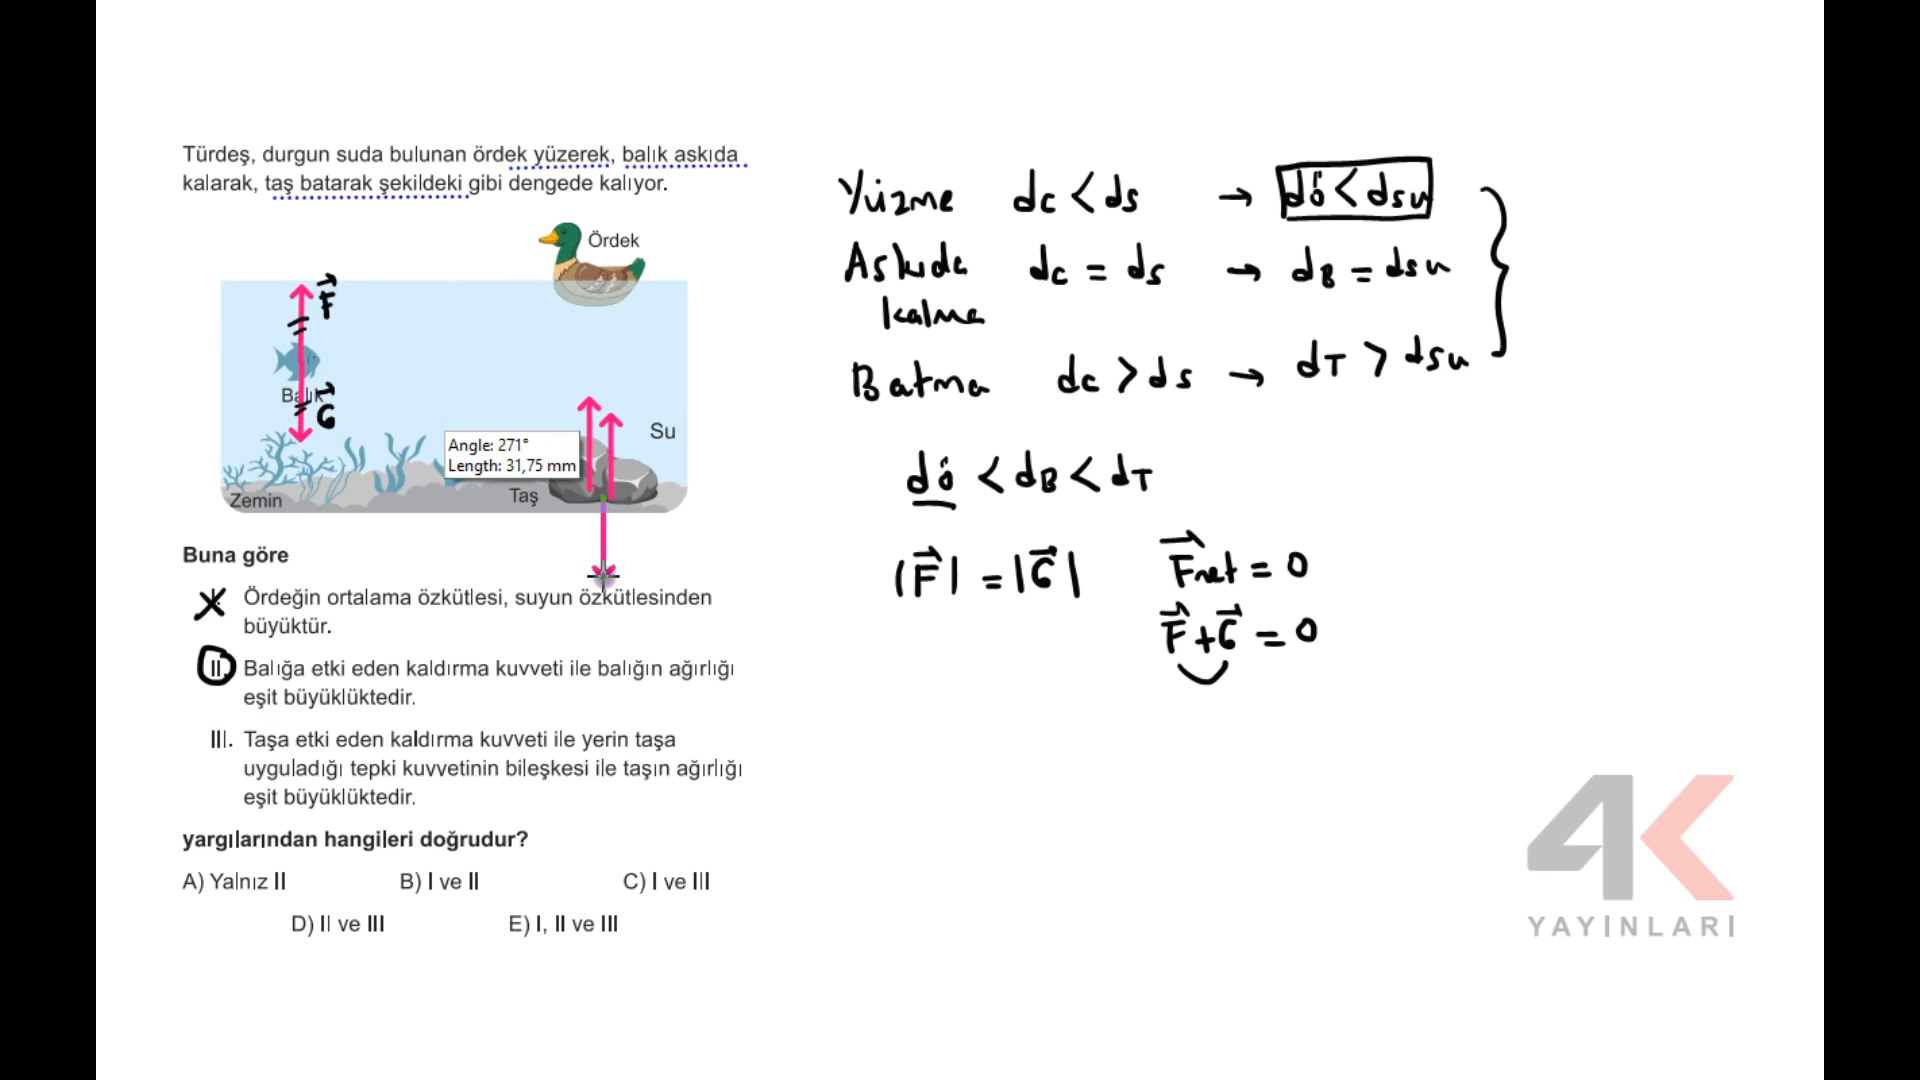 Türdeş, durgun suda bulunan ördek yüzerek, balık askıda
kalarak, taş batarak şekildeki gibi dengede kalıyor.
Ördek
F
Balık
G
Su
Angle: 271°
Length: 31,75 mm
Taş
Zemin
Buna göre
I. Ördeğin ortalama özkütlesi, suyun özkütlesinden
büyüktür.
II. Balığa etki eden kaldırma kuvveti ile balığın ağırlığı
eşit büyüklüktedir.
III. Taşa etki eden kaldırma kuvveti ile yerin taşa
uyguladığı tepki kuvvetinin bileşkesi ile taşın ağırlığı
eşit büyüklüktedir.
yargılarından hangileri doğrudur?
A) Yalnız II B) I ve II C) I ve III
D) II ve III E) I, II ve III
Yüzme dc < ds → dö < dsu
Askıda dc = ds → dB = dsu
kalma
Batma dc > ds → dT > dsu
dö < dB < dT
|F| = |G| Fnet = 0
F + G = 0
4K
YAYINLARI